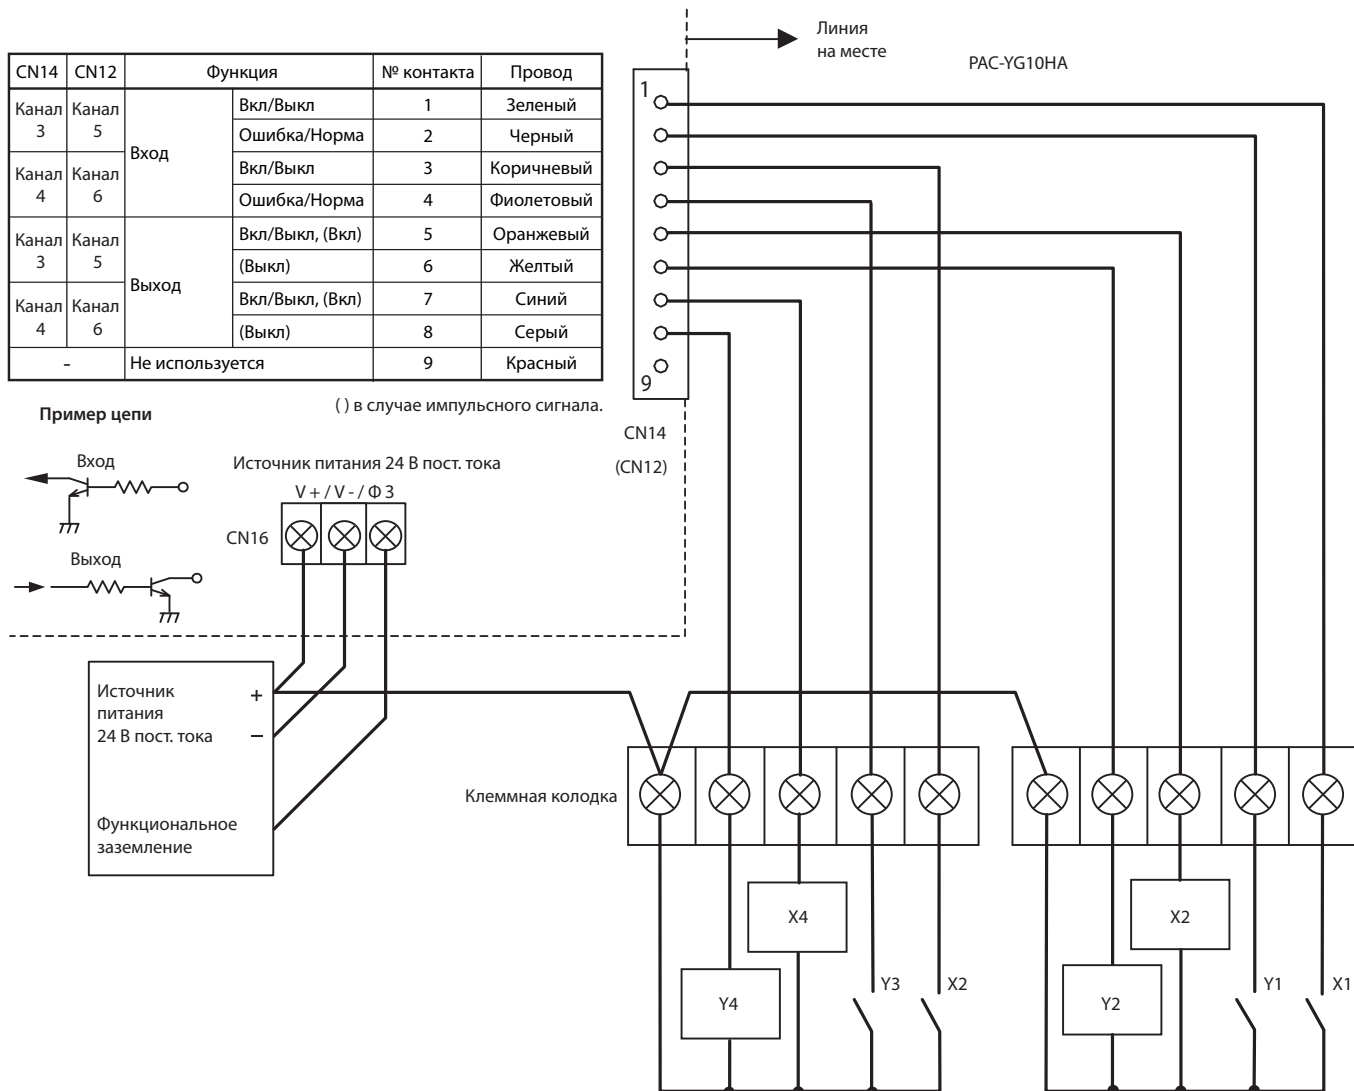 Линия
на месте
PAC-YG10HA
CN14 CN12 Функция № контакта Провод
Канал 3 Канал 5 Вход Вкл/Выкл 1 Зеленый
Ошибка/Норма 2 Черный
Канал 4 Канал 6 Вкл/Выкл 3 Коричневый
Ошибка/Норма 4 Фиолетовый
Канал 3 Канал 5 Выход Вкл/Выкл, (Вкл) 5 Оранжевый
(Выкл) 6 Желтый
Канал 4 Канал 6 Вкл/Выкл, (Вкл) 7 Синий
(Выкл) 8 Серый
- Не используется 9 Красный
( ) в случае импульсного сигнала.
1
9
CN14
(CN12)
Пример цепи
Вход
Выход
Источник питания 24 В пост. тока
V + / V - / Ф З
CN16
Источник
питания
24 В пост. тока
+
−
Функциональное
заземление
Клеммная колодка
X4
X2
Y4
Y3
X2
Y2
Y1
X1